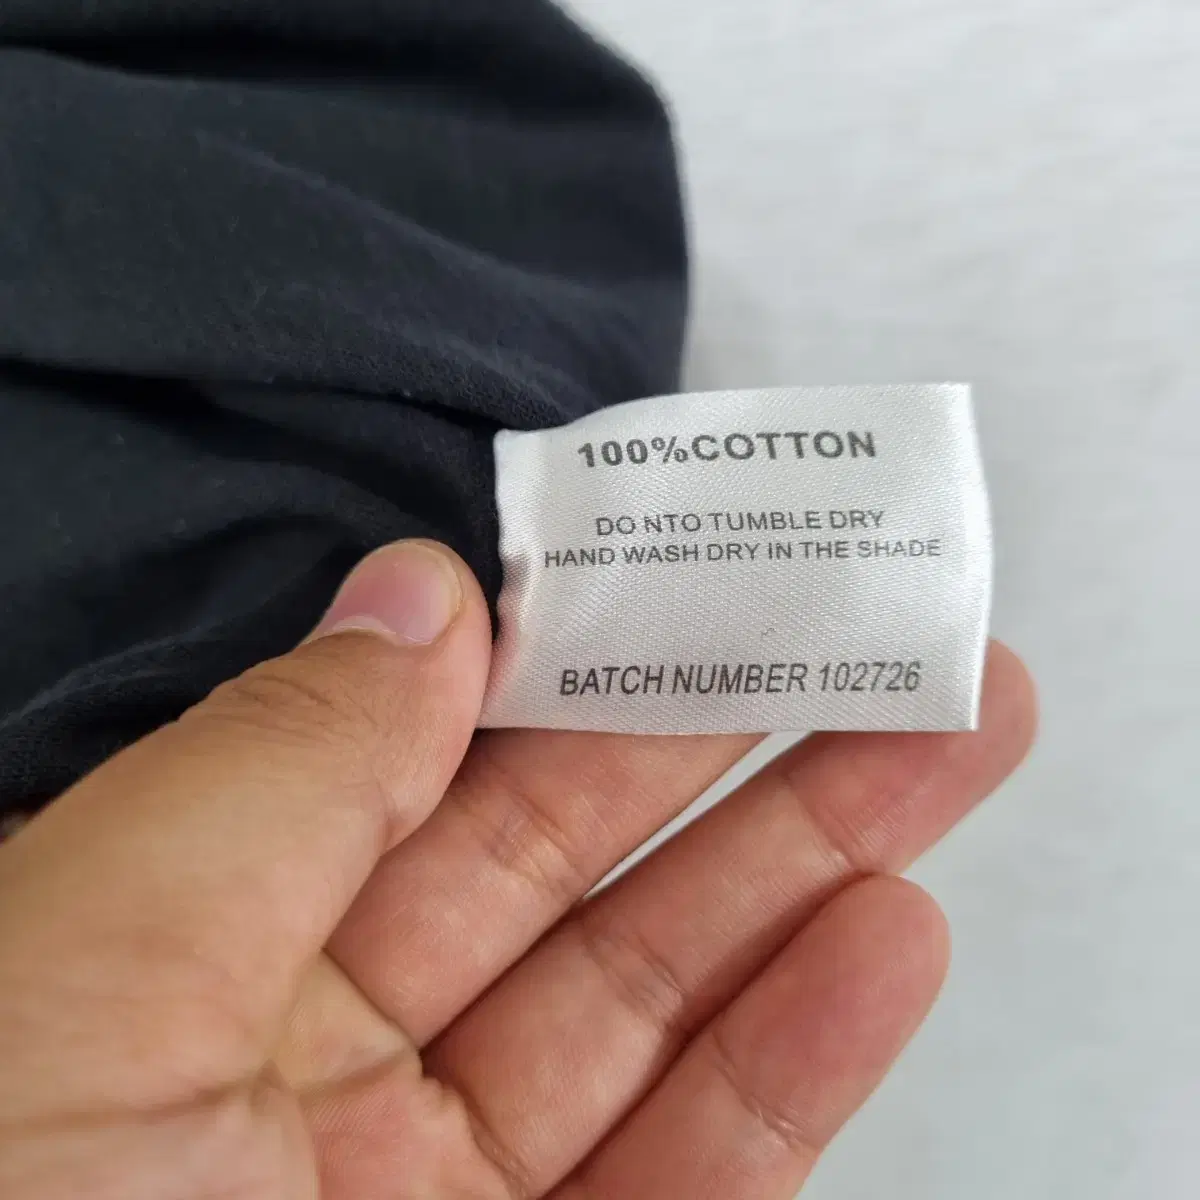 100%COTTON
DO NTO TUMBLE DRY
HAND WASH DRY IN THE SHADE
BATCH NUMBER 102726